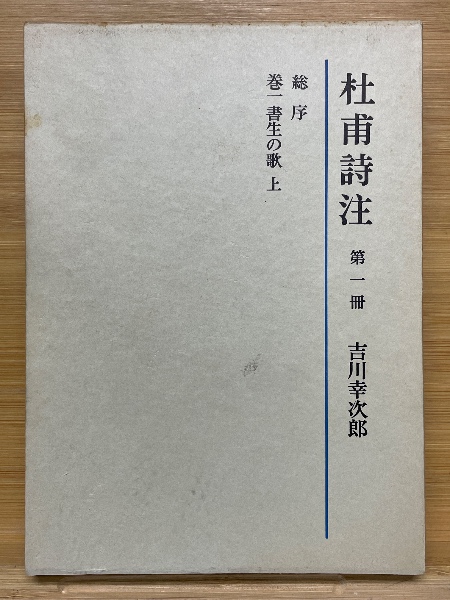 杜甫詩注 第一冊 吉川幸次郎
総序
巻一 書生の歌 上